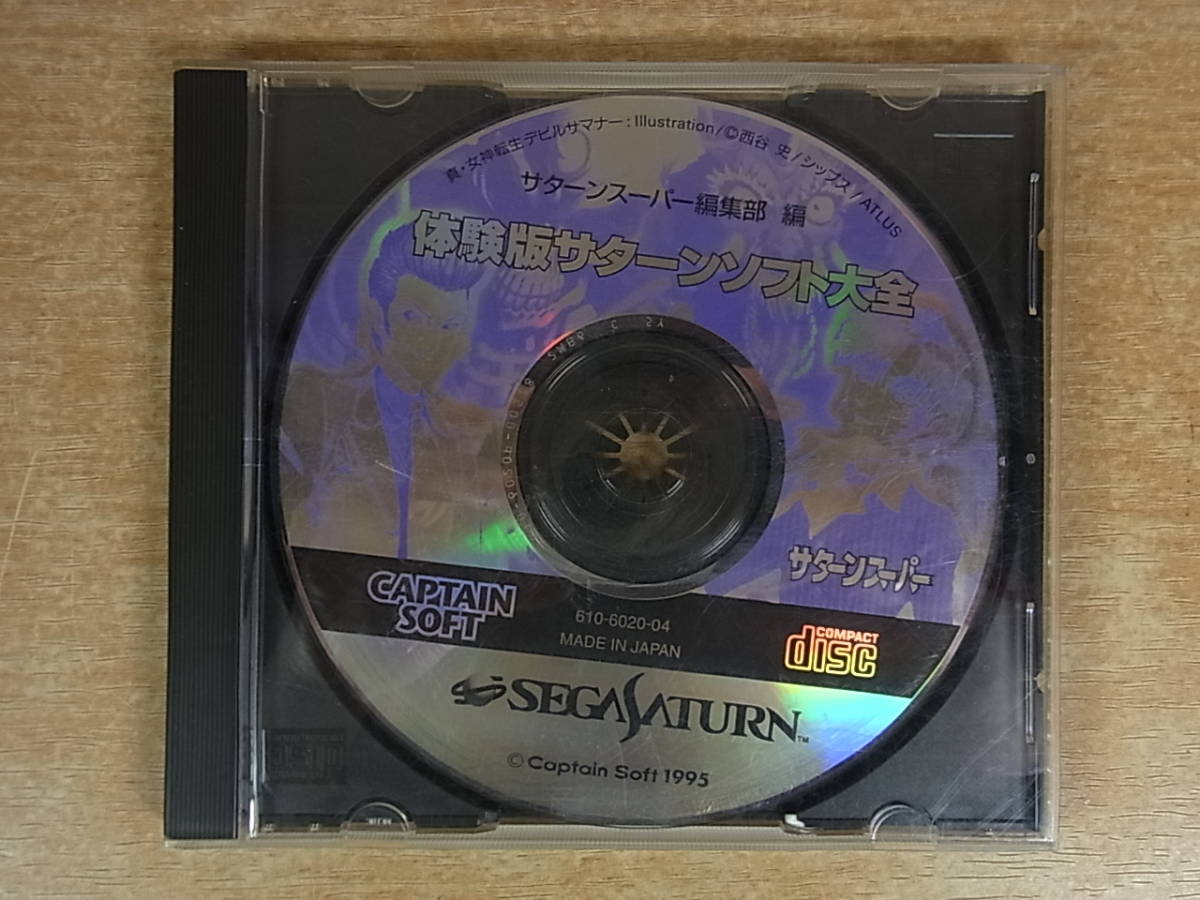 真・女神転生デビルサマナー：Illustration/©西谷 史/シップス/ATLUS
サターンスーパー編集部 編
体験版サターンソフト大全
サターンスーパー
CAPTAIN
SOFT
610-6020-04
MADE IN JAPAN
COMPACT
disc
SEGA SATURN™
© Captain Soft 1995